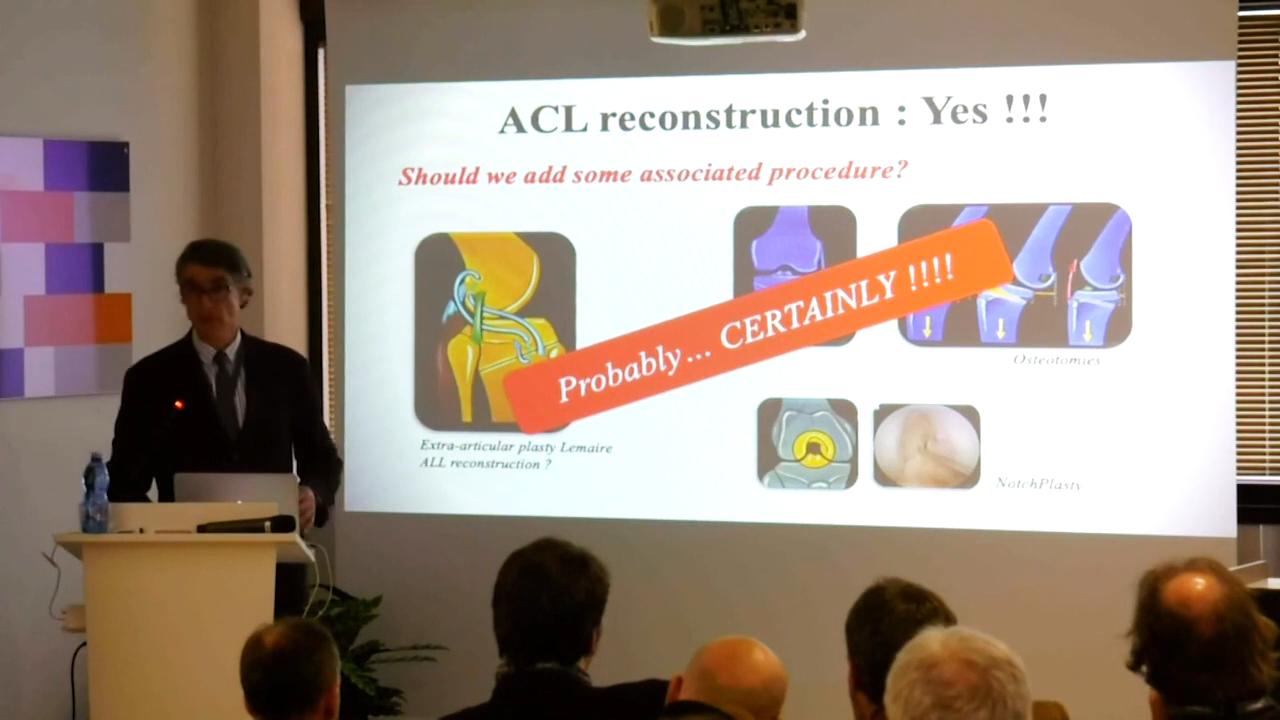 ACL reconstruction : Yes !!!
Should we add some associated procedure?
Probably... CERTAINLY !!!!
Osteotomies
Extra-articular plasty Lemaire
ALL reconstruction ?
NotchPlasty